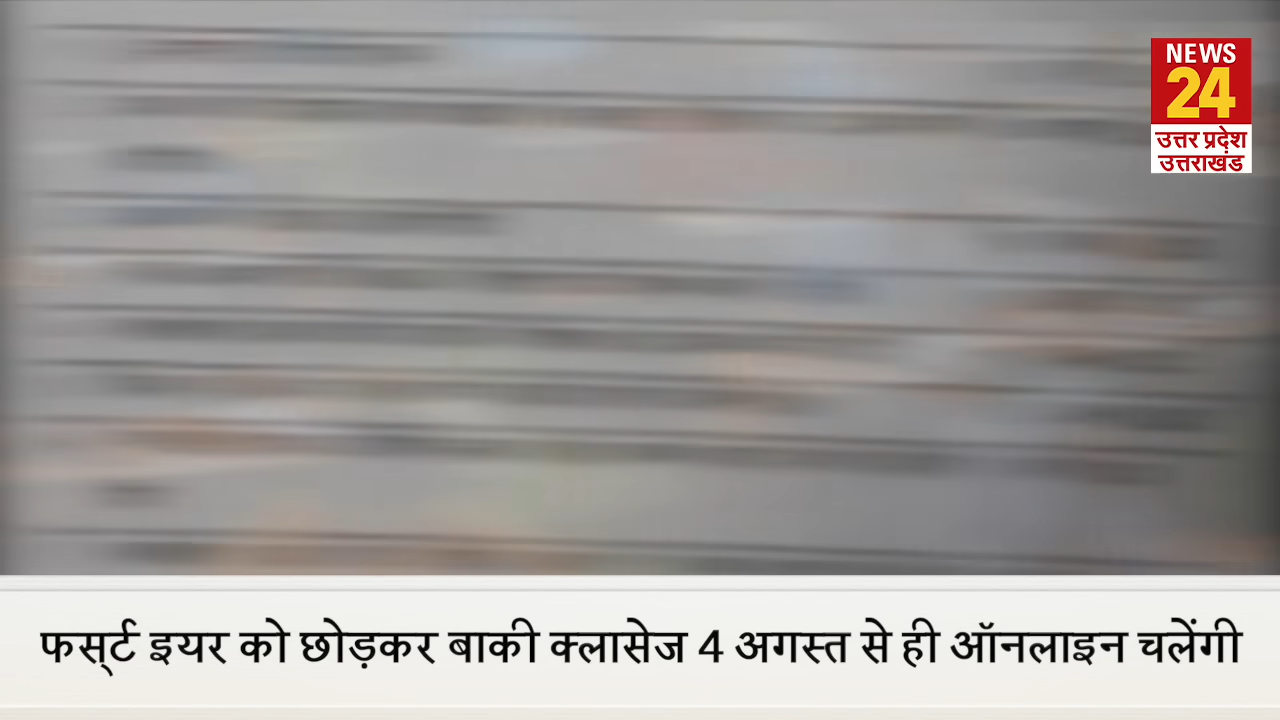 NEWS
24
उत्तर प्रदेश
उत्तराखंड
फर्स्ट इयर को छोड़कर बाकी क्लासेज 4 अगस्त से ही ऑनलाइन चलेंगी